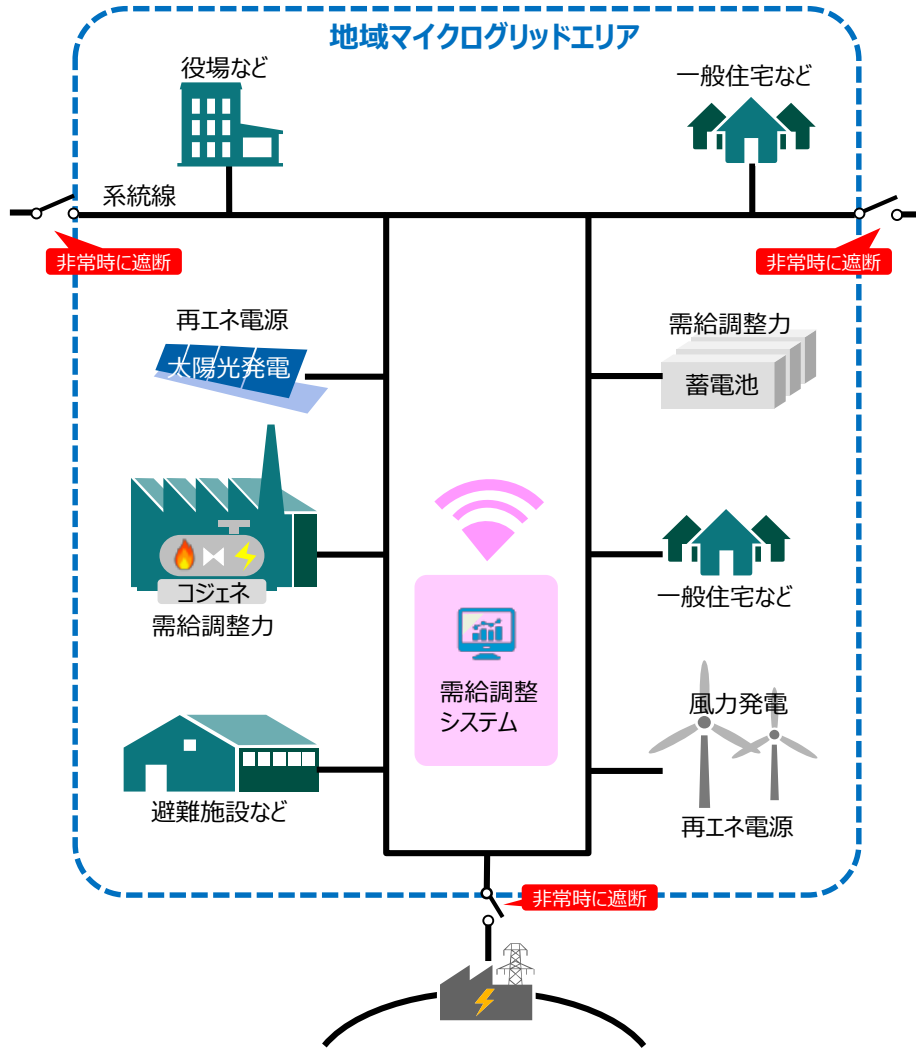 地域マイクログリッドエリア
役場など
一般住宅など
系統線
非常時に遮断
非常時に遮断
再エネ電源
太陽光発電
需給調整力
蓄電池
コジェネ
需給調整力
一般住宅など
需給調整
システム
風力発電
避難施設など
再エネ電源
非常時に遮断